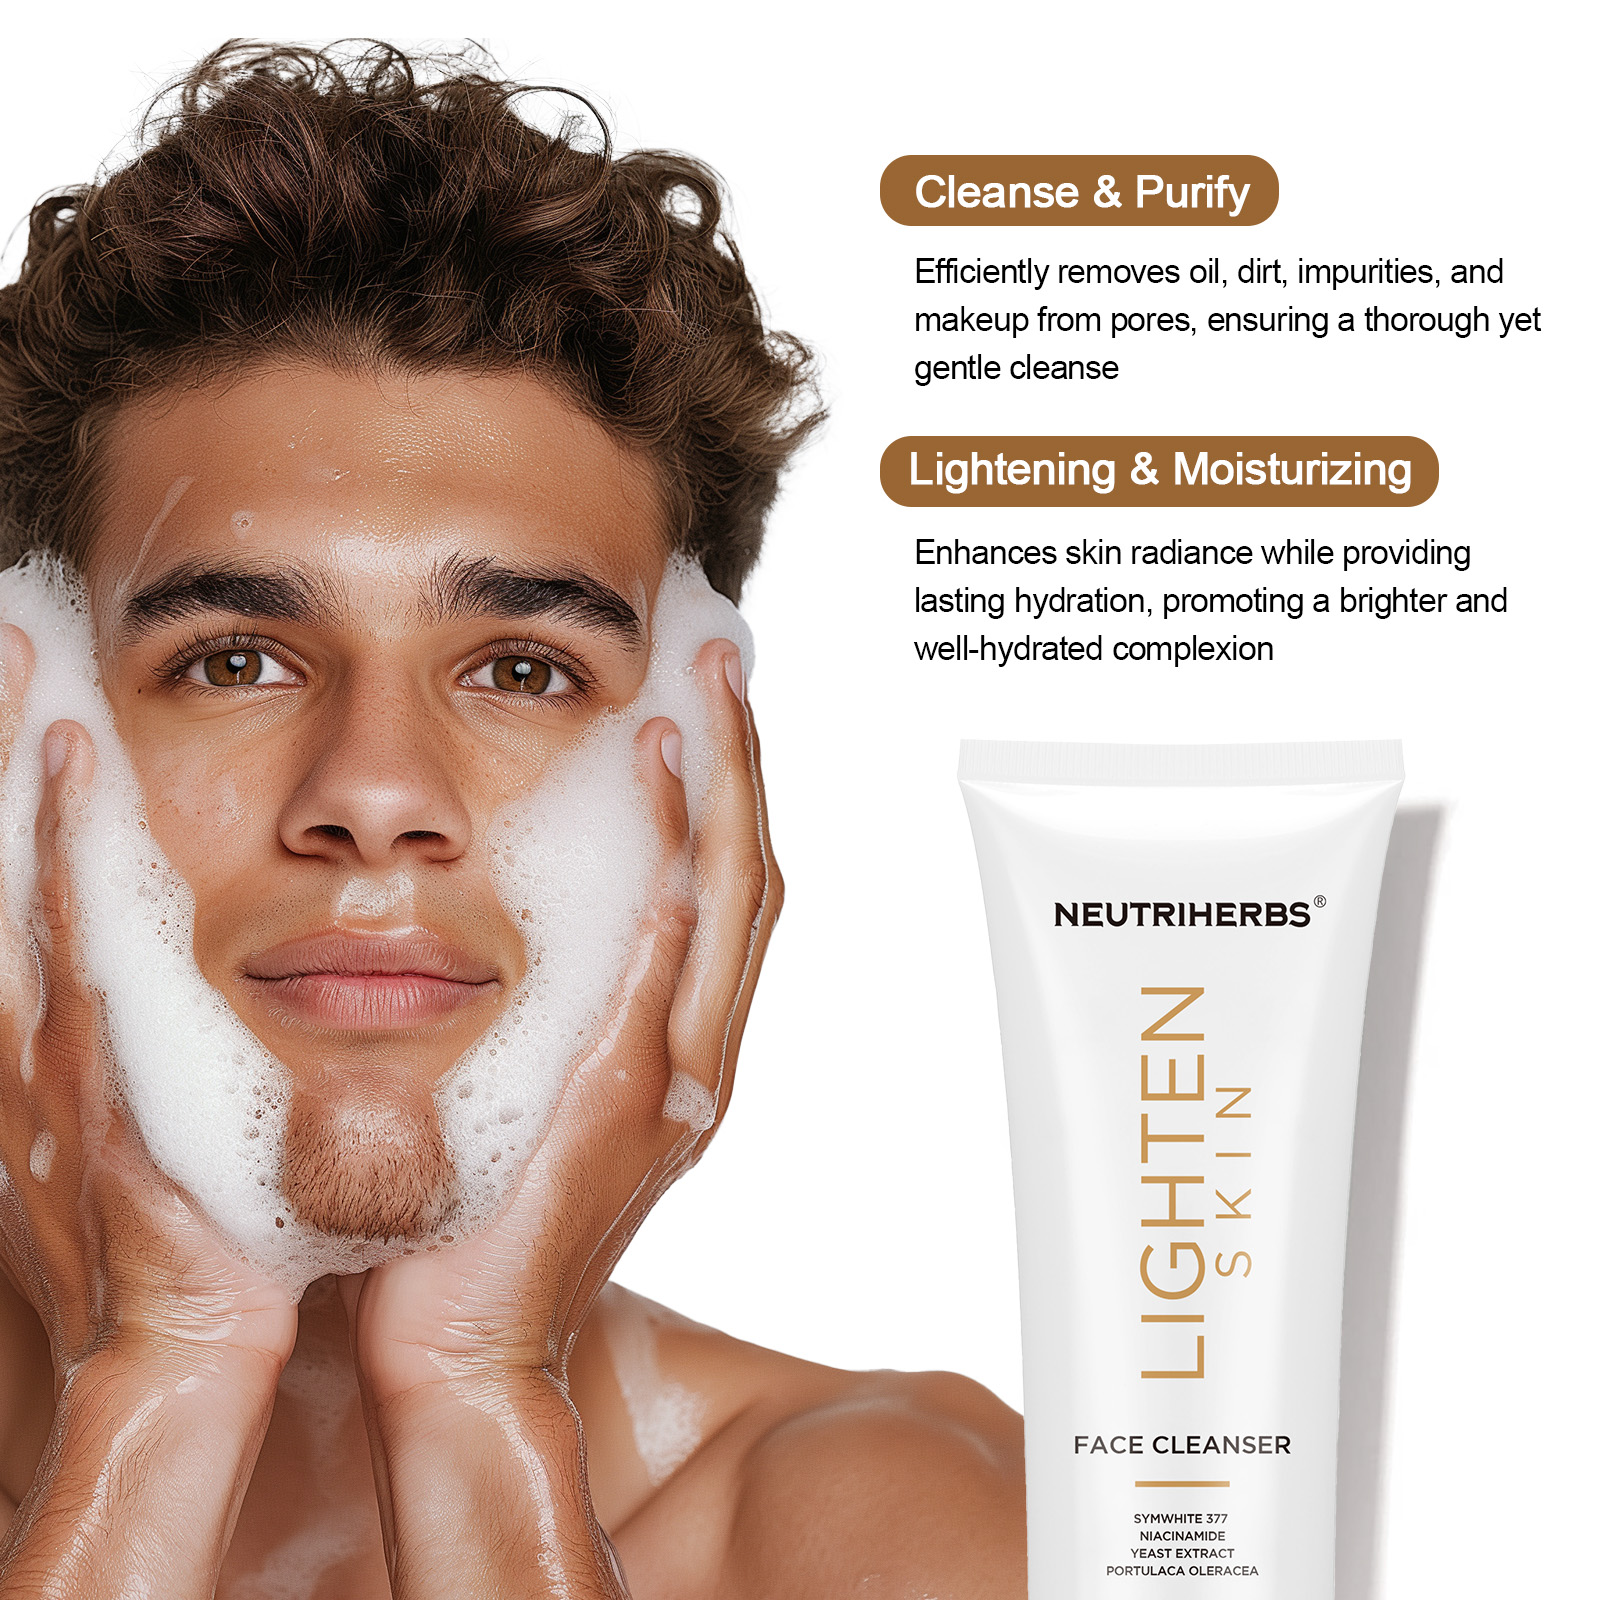 Cleanse & Purify
Efficiently removes oil, dirt, impurities, and
makeup from pores, ensuring a thorough yet
gentle cleanse
Lightening & Moisturizing
Enhances skin radiance while providing
lasting hydration, promoting a brighter and
well-hydrated complexion
NEUTRIHERBS®
LIGHTEN
SKIN
FACE CLEANSER
SYMWHITE 377
NIACINAMIDE
YEAST EXTRACT
PORTULACA OLERACEA